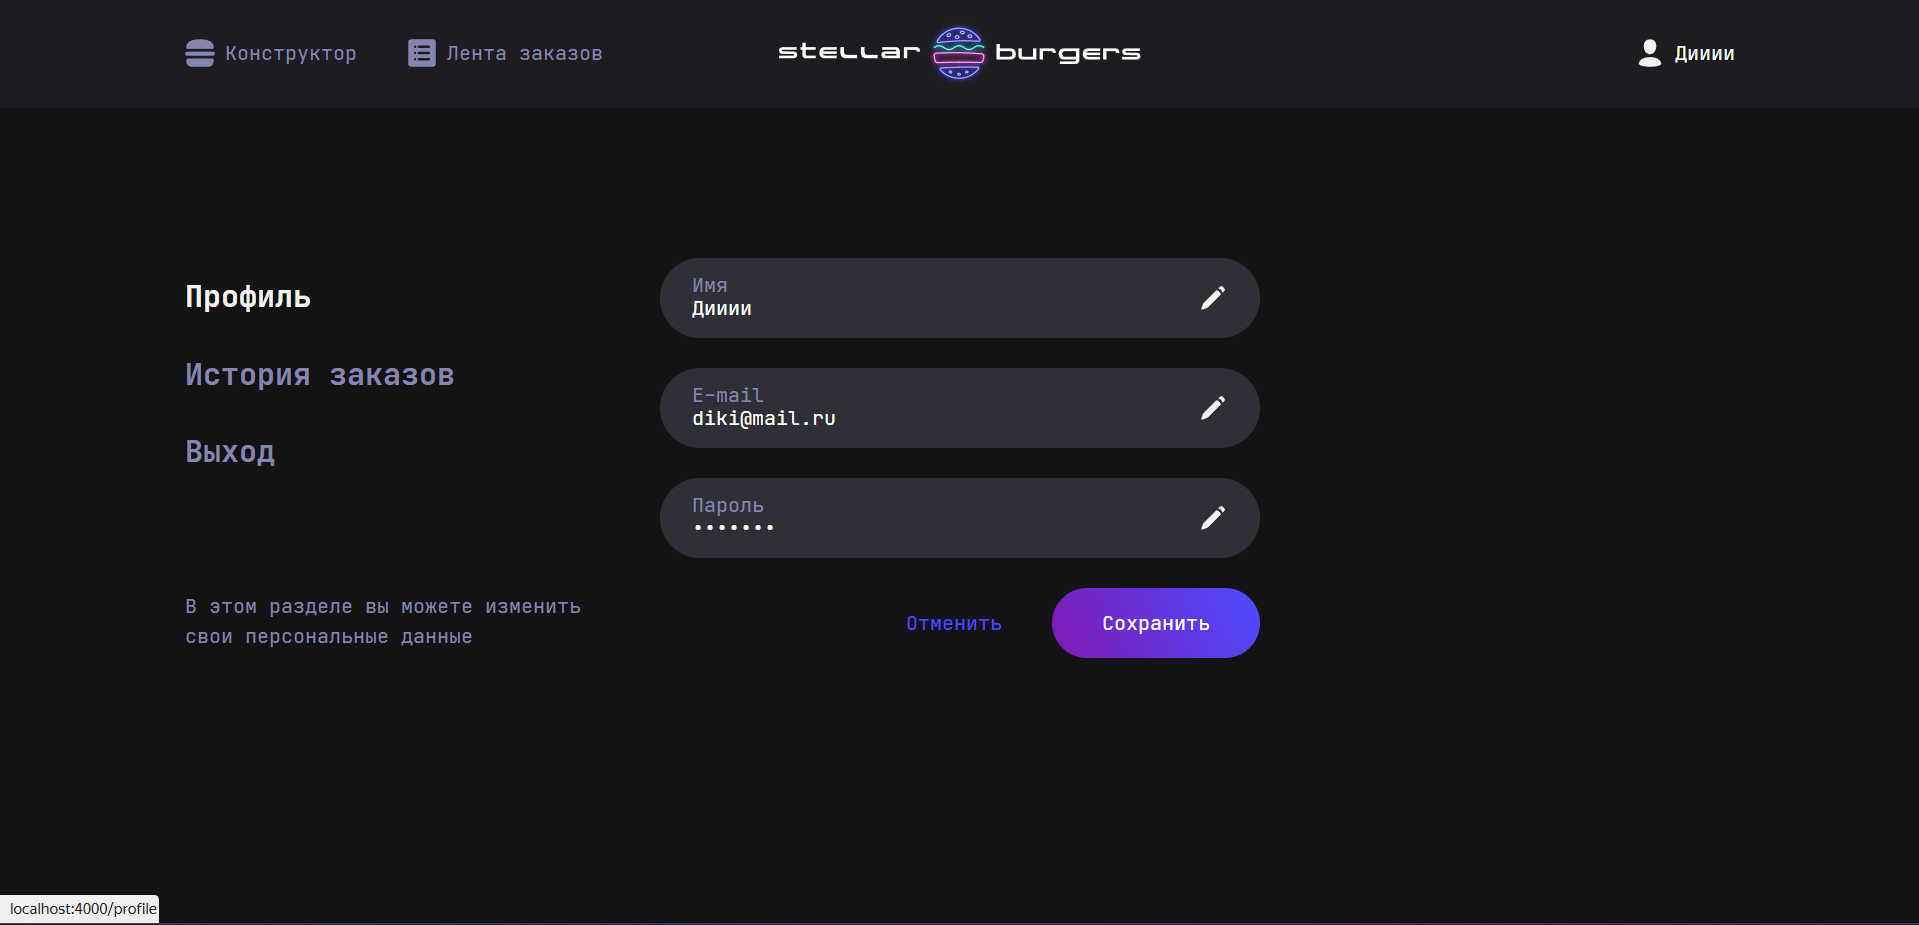 Конструктор
Лента заказов
stellar burgers
Дииии
Профиль
История заказов
Выход
В этом разделе вы можете изменить
свои персональные данные
Имя
Дииии
E-mail
diki@mail.ru
Пароль
•••••••
Отменить
Сохранить
localhost:4000/profile